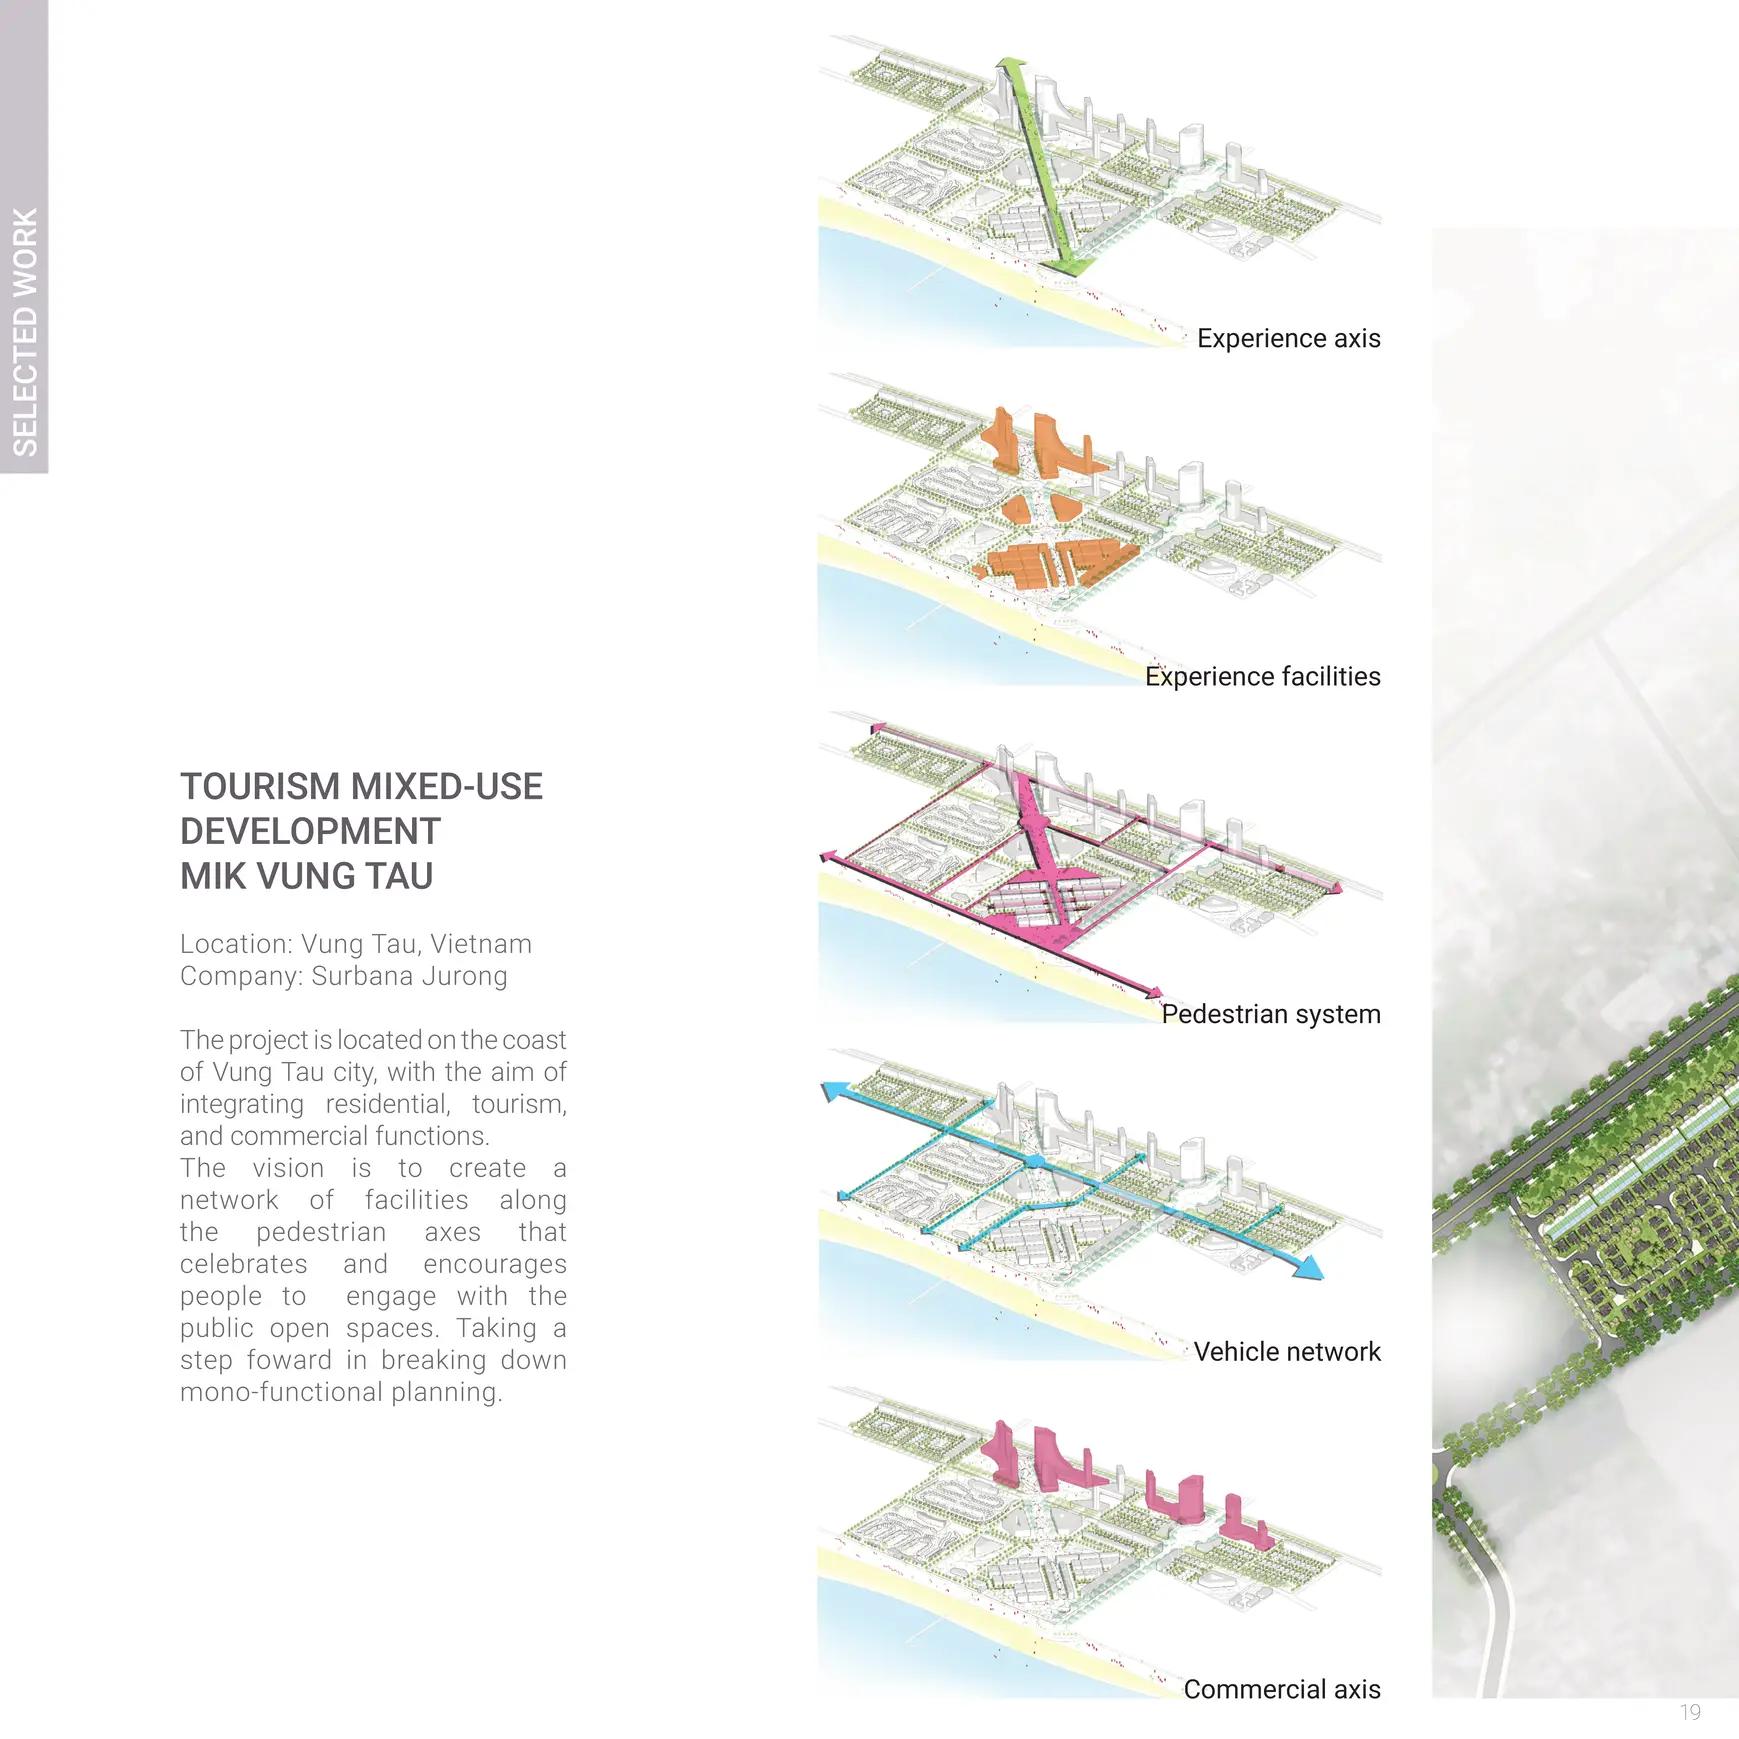 SELECTED WORK
TOURISM MIXED-USE
DEVELOPMENT
MIK VUNG TAU
Location: Vung Tau, Vietnam
Company: Surbana Jurong
The project is located on the coast
of Vung Tau city, with the aim of
integrating residential, tourism,
and commercial functions.
The vision is to create a
network of facilities along
the pedestrian axes that
celebrates and encourages
people to engage with the
public open spaces. Taking a
step foward in breaking down
mono-functional planning.
Experience axis
Experience facilities
Pedestrian system
Vehicle network
Commercial axis
19